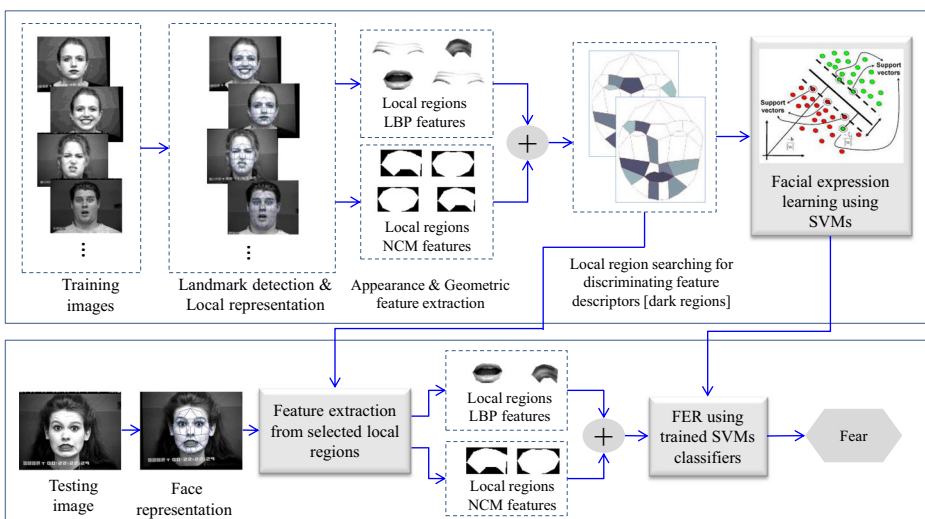 Training
images
Landmark detection &
Local representation
Local regions
LBP features
Local regions
NCM features
Appearance & Geometric
feature extraction
+
Local region searching for
discriminating feature
descriptors [dark regions]
Support
vectors
Support
vectors
Facial expression
learning using
SVMs
Testing
image
Face
representation
Feature extraction
from selected local
regions
Local regions
LBP features
Local regions
NCM features
+
FER using
trained SVMs
classifiers
Fear